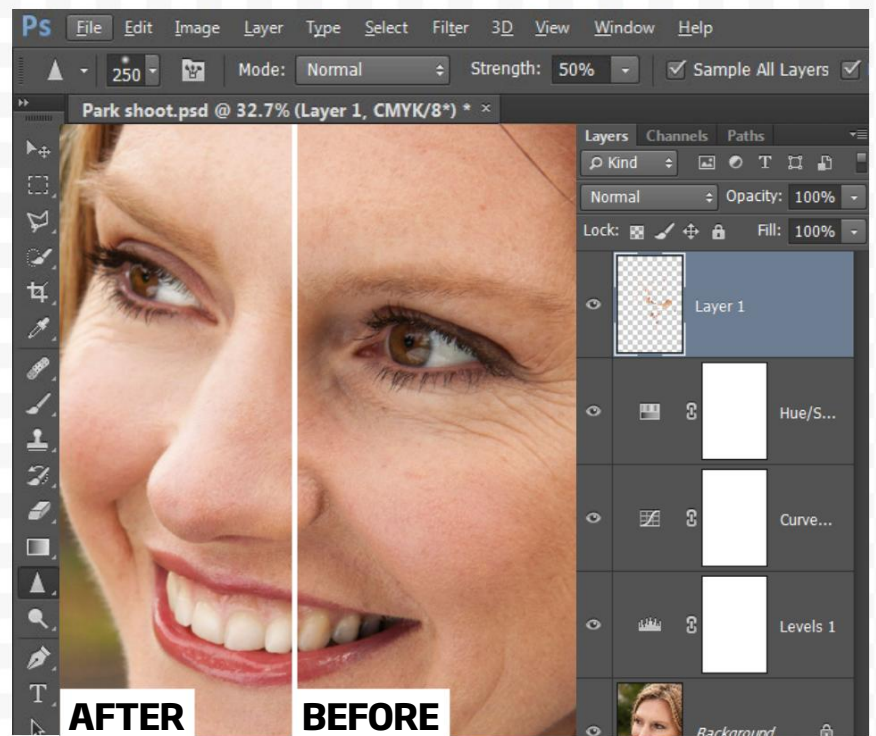 Ps File Edit Image Layer Type Select Filter 3D View Window Help
250 Mode: Normal Strength: 50% Sample All Layers
Park shoot.psd @ 32.7% (Layer 1, CMYK/8*) * ×
Layers Channels Paths
Kind T
Normal Opacity: 100%
Lock: Fill: 100%
Layer 1
Hue/S...
Curve...
Levels 1
T
AFTER BEFORE
Background